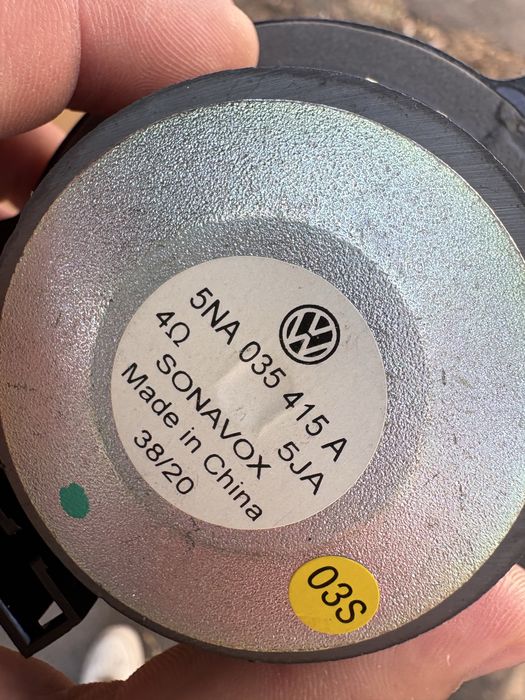 5NA 035 415 A
4Ω 5JA
SONAVOX
Made in China
38/20
03S